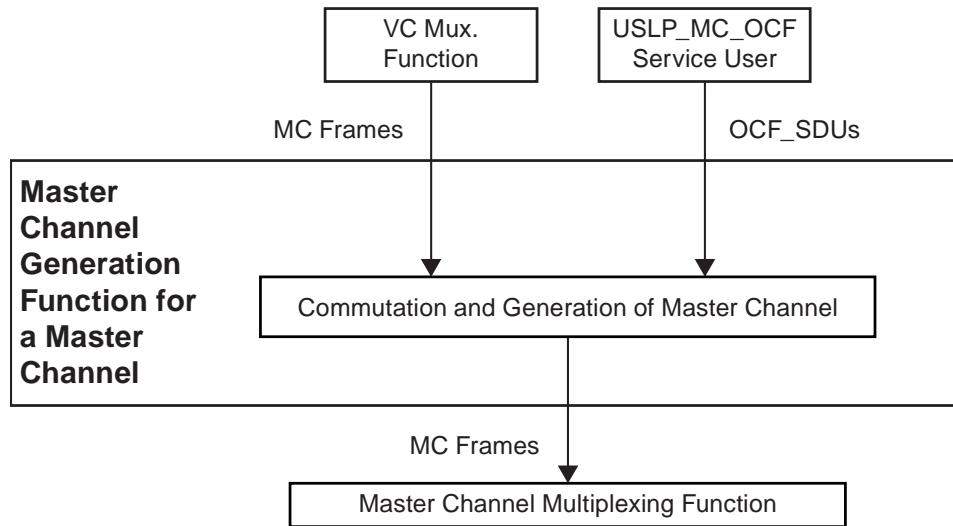 VC Mux.
Function
USLP_MC_OCF
Service User
MC Frames
OCF_SDUs
Master
Channel
Generation
Function for
a Master
Channel
Commutation and Generation of Master Channel
MC Frames
Master Channel Multiplexing Function